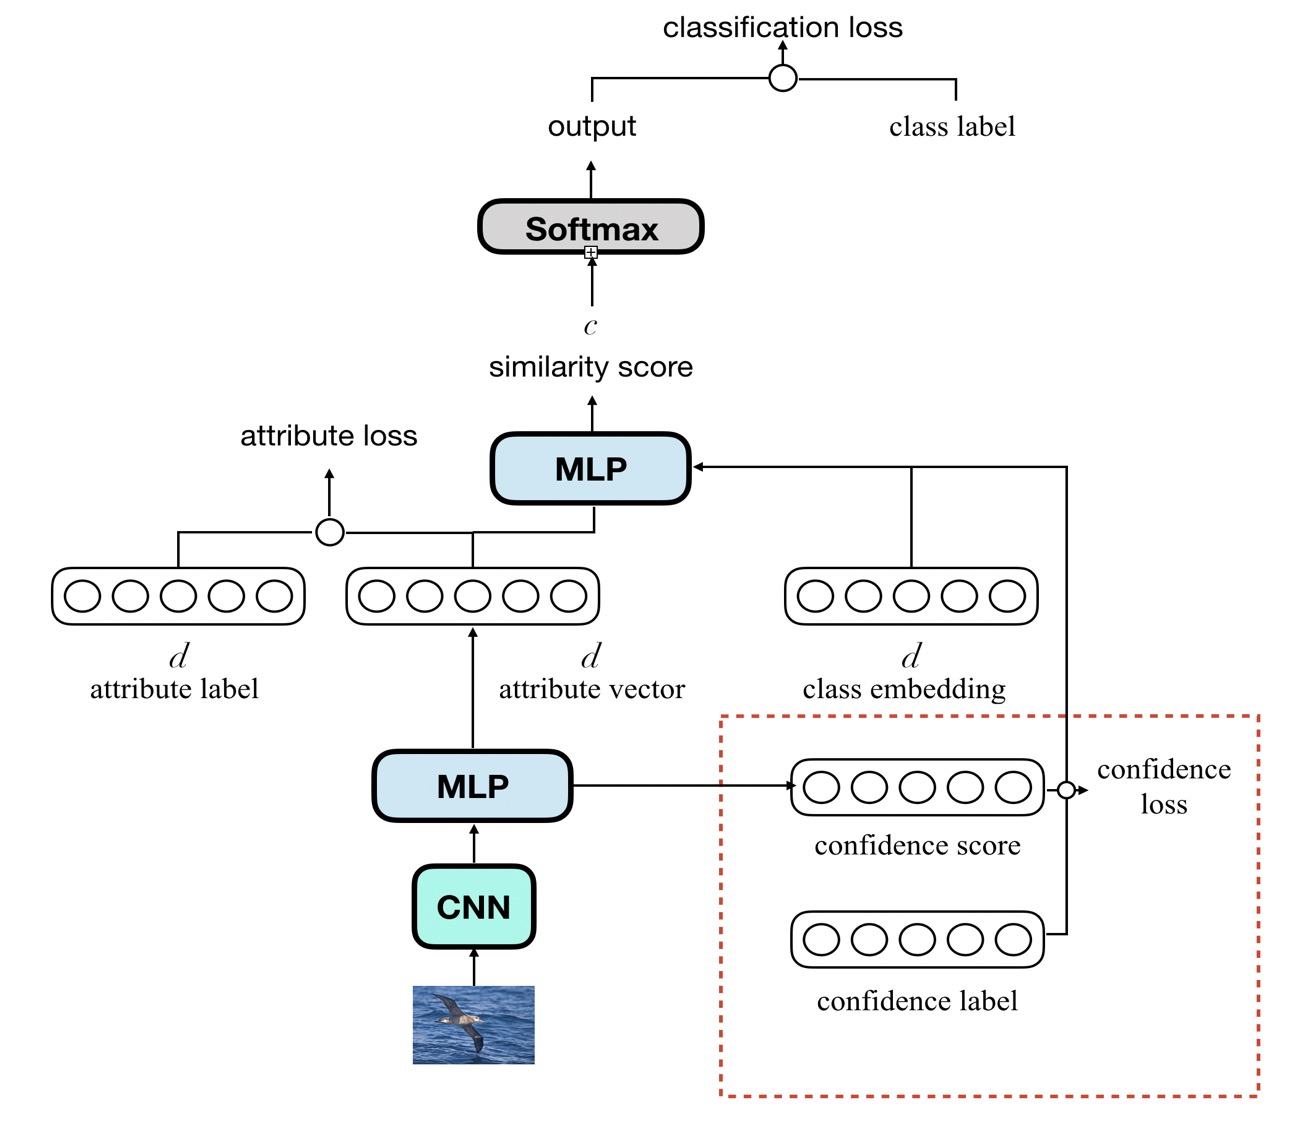 classification loss
output
class label
Softmax
c
similarity score
attribute loss
MLP
d
attribute label
d
attribute vector
d
class embedding
MLP
confidence
loss
confidence score
CNN
confidence label